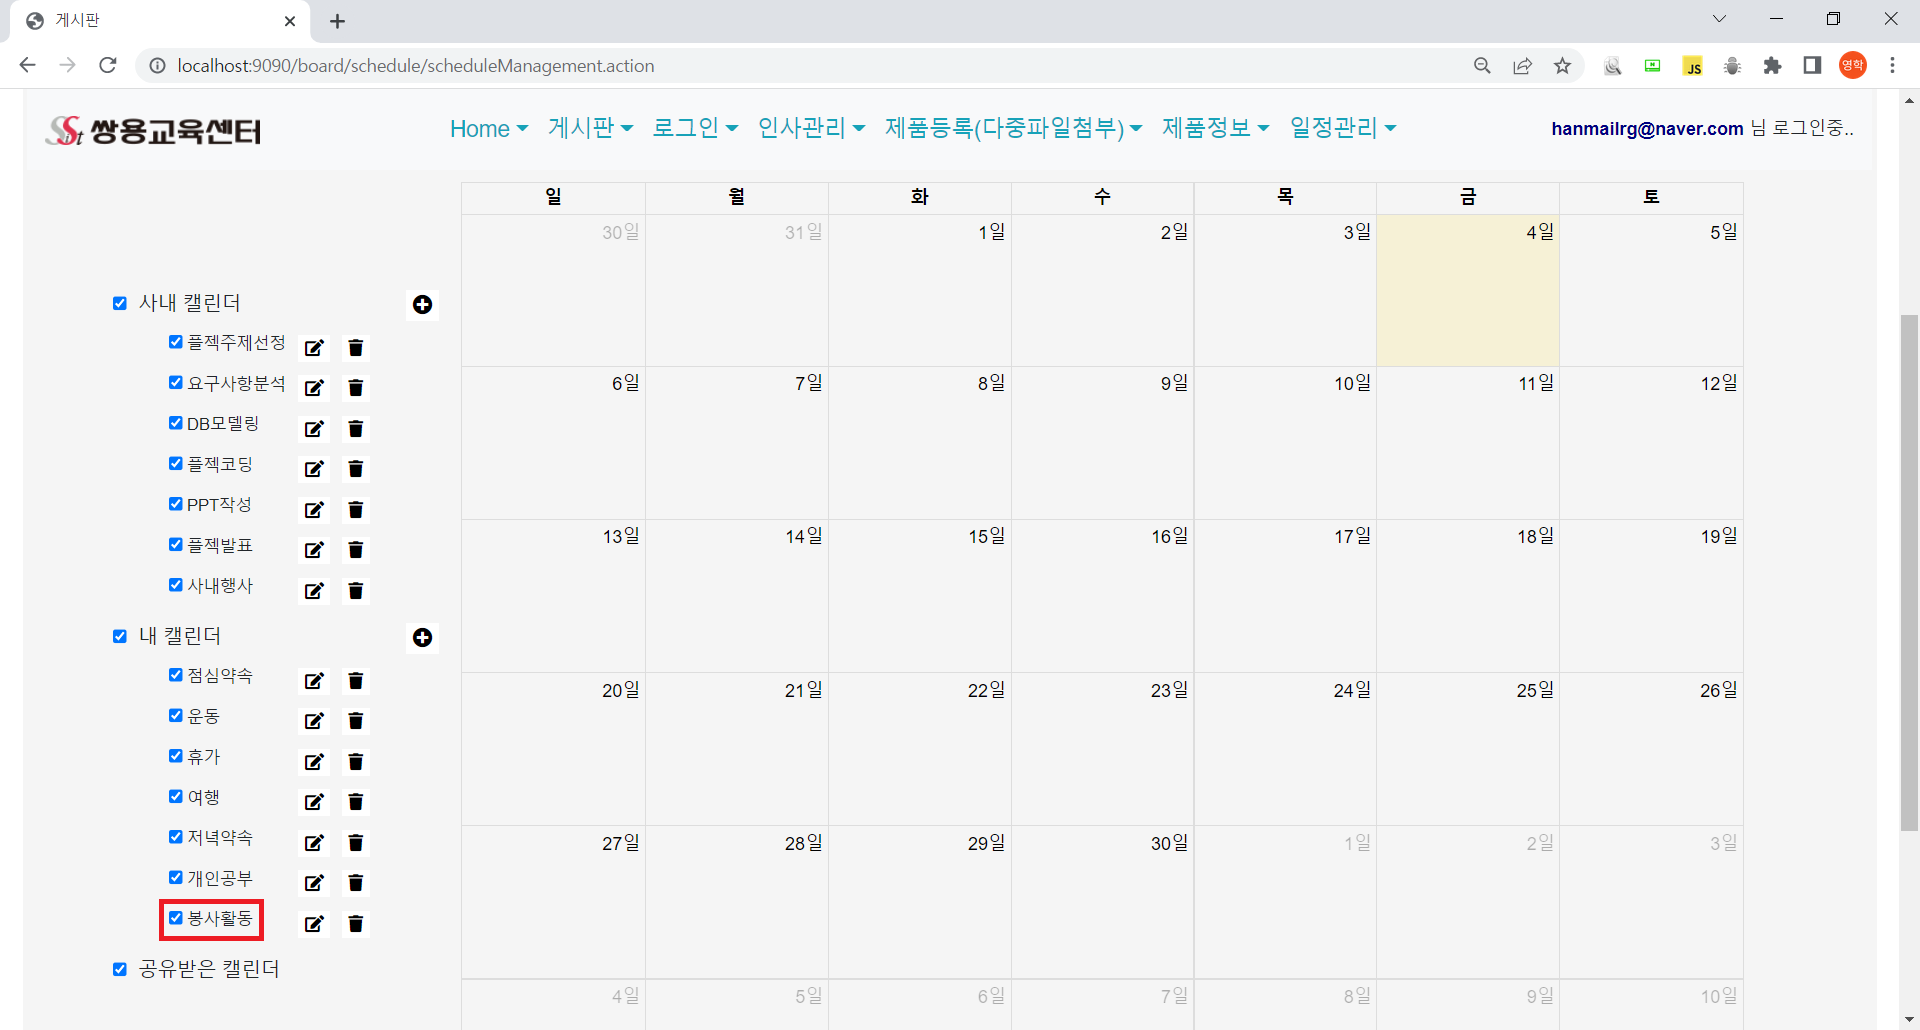 게시판
localhost:9090/board/schedule/scheduleManagement.action
JS
영학
Sist 쌍용교육센터
Home 게시판 로그인 인사관리 제품등록(다중파일첨부) 제품정보 일정관리
hanmailrg@naver.com 님 로그인중..
일 월 화 수 목 금 토
30일 31일 1일 2일 3일 4일 5일
사내 캘린더
플젝주제선정
요구사항분석
6일 7일 8일 9일 10일 11일 12일
DB모델링
플젝코딩
PPT작성
플젝발표
13일 14일 15일 16일 17일 18일 19일
사내행사
내 캘린더
점심약속
20일 21일 22일 23일 24일 25일 26일
운동
휴가
여행
저녁약속
27일 28일 29일 30일 1일 2일 3일
개인공부
봉사활동
공유받은 캘린더
4일 5일 6일 7일 8일 9일 10일